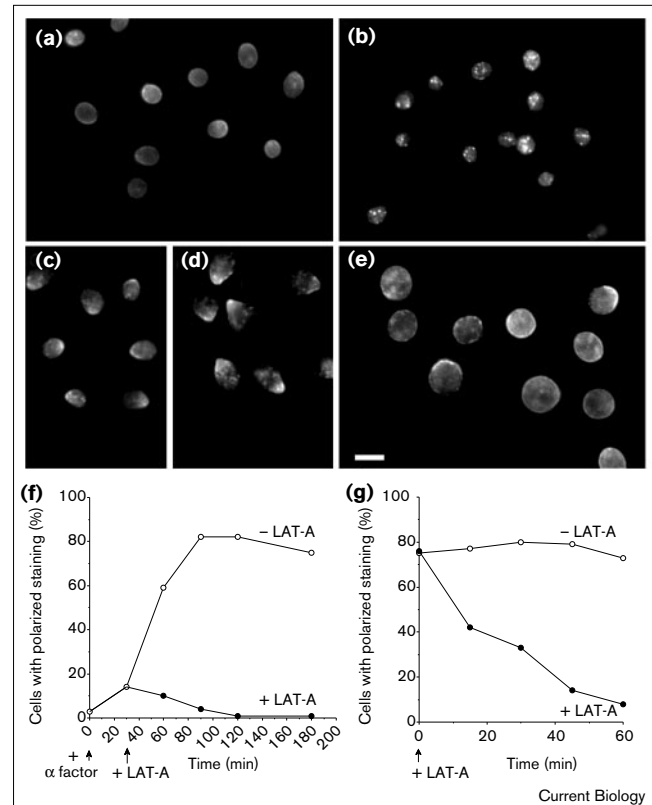 (a)
(b)
(c)
(d)
(e)
(f)
100
80
60
40
20
0
Cells with polarized staining (%)
– LAT-A
+ LAT-A
0 20 40 60 80 100 120 140 160 180 200
Time (min)
+
α factor
+ LAT-A
(g)
100
80
60
40
20
0
Cells with polarized staining (%)
– LAT-A
+ LAT-A
0 20 40 60
Time (min)
+ LAT-A
Current Biology